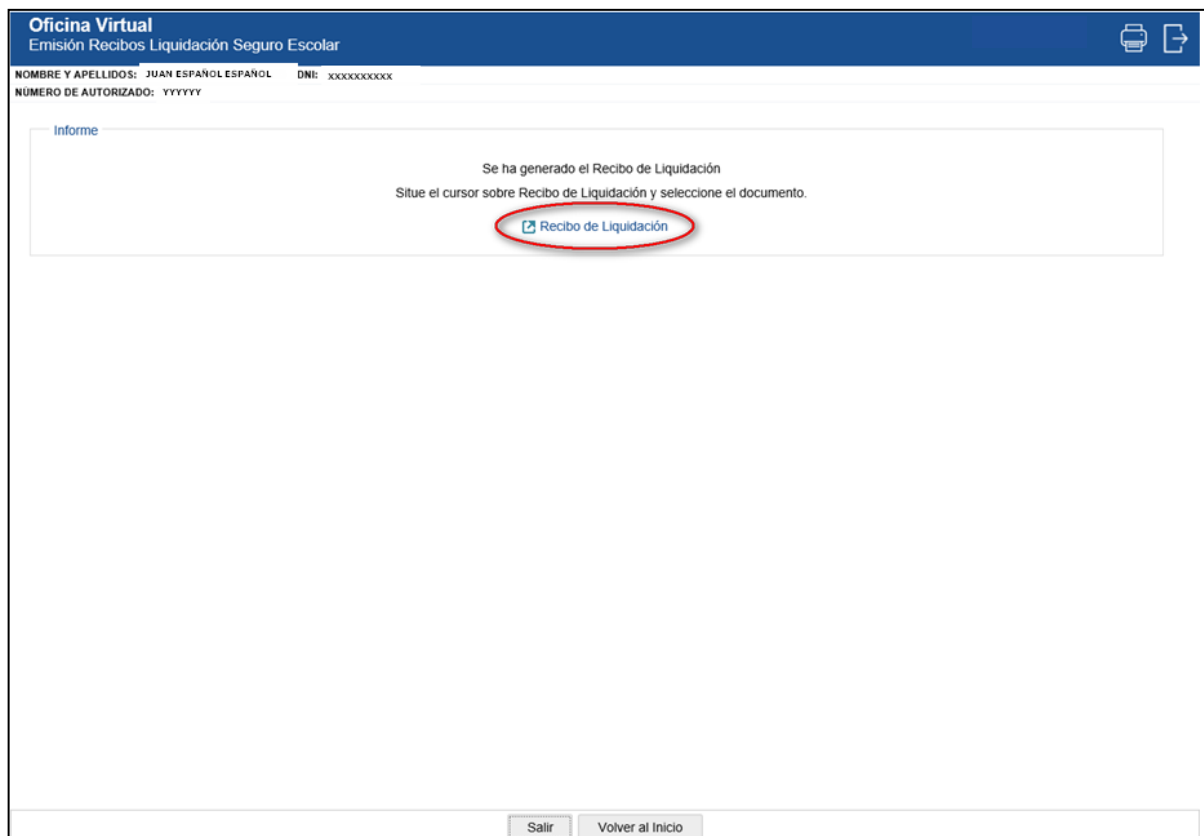 Oficina Virtual
Emisión Recibos Liquidación Seguro Escolar
NOMBRE Y APELLIDOS: JUAN ESPAÑOL ESPAÑOL DNI: xxxxxxxxxx
NÚMERO DE AUTORIZADO: YYYYYY
Informe
Se ha generado el Recibo de Liquidación
Situe el cursor sobre Recibo de Liquidación y seleccione el documento.
Recibo de Liquidación
Salir Volver al Inicio